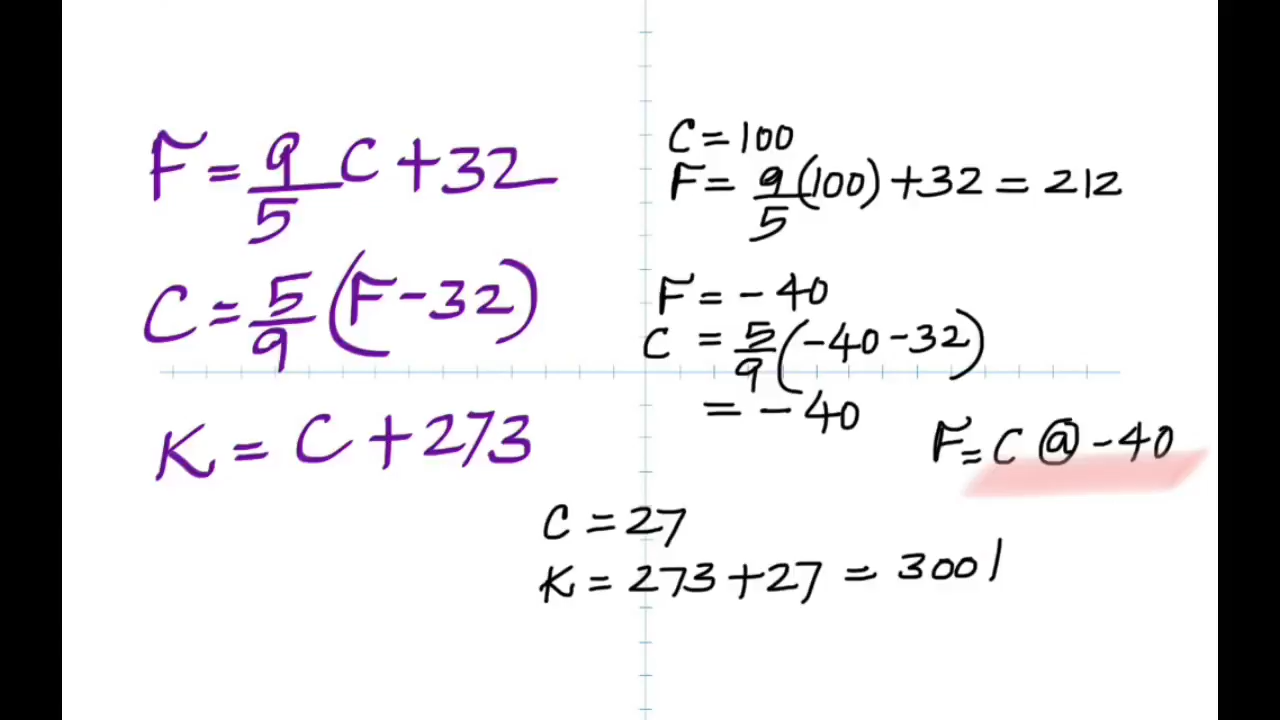 F = 9/5 C + 32
C = 5/9 (F - 32)
K = C + 273
C = 100
F = 9/5 (100) + 32 = 212
F = - 40
C = 5/9 (-40 - 32)
= - 40
F = C @ -40
C = 27
K = 273 + 27 = 300